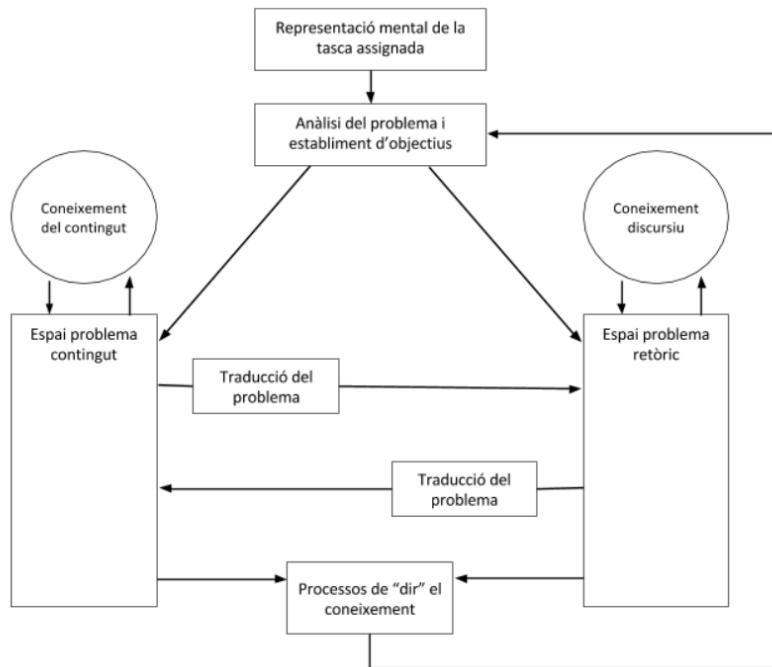 Representació mental de la
tasca assignada
Anàlisi del problema i
establiment d’objectius
Coneixement
del contingut
Coneixement
discursiu
Espai problema
contingut
Espai problema
retòric
Traducció del
problema
Traducció del
problema
Processos de “dir” el
coneixement